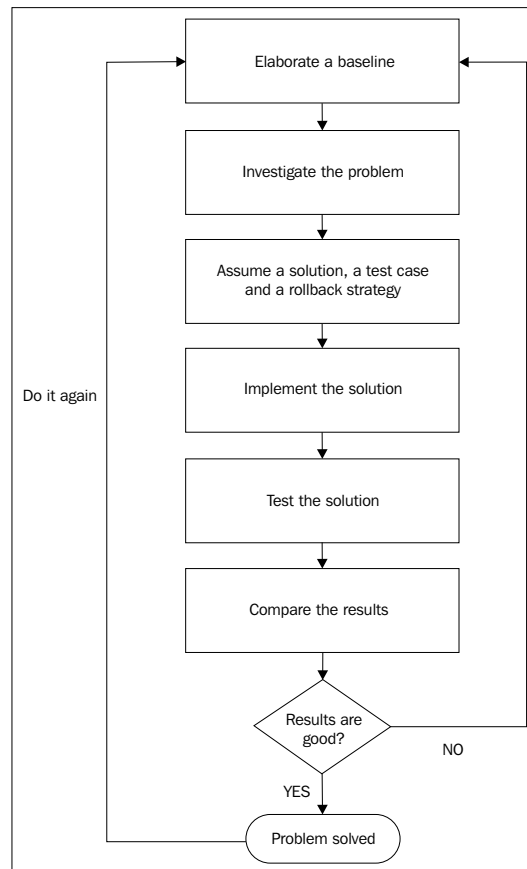 Elaborate a baseline
Investigate the problem
Assume a solution, a test case
and a rollback strategy
Do it again
Implement the solution
Test the solution
Compare the results
Results are
good?
NO
YES
Problem solved